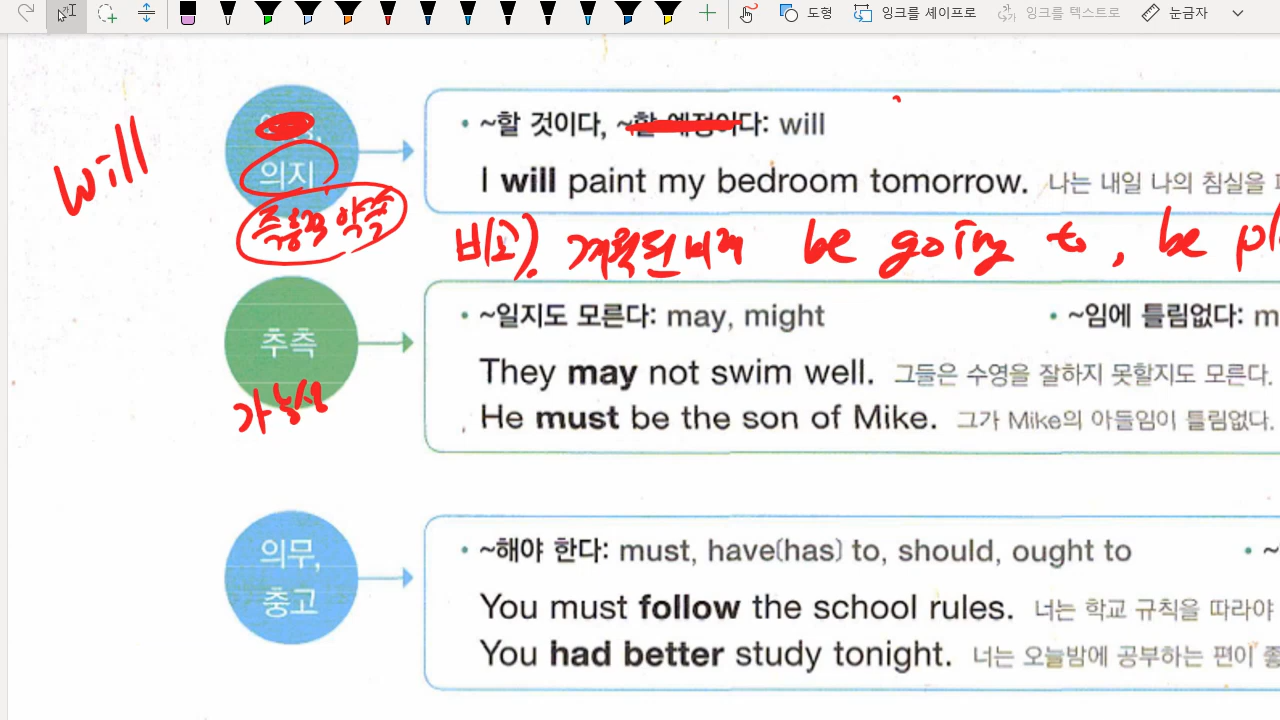 도형 잉크를 셰이프로 잉크를 텍스트로 눈금자
will
의지
즉흥적 약속
~할 것이다, ~할 예정이다: will
I will paint my bedroom tomorrow. 나는 내일 나의 침실을
비교). 계획된 미래 be going to, be pl
추측
가능성
• ~일지도 모른다: may, might • ~임에 틀림없다: m
They may not swim well. 그들은 수영을 잘하지 못할지도 모른다.
He must be the son of Mike. 그가 Mike의 아들임이 틀림없다.
의무,
충고
• ~해야 한다: must, have(has) to, should, ought to • ~
You must follow the school rules. 너는 학교 규칙을 따라야
You had better study tonight. 너는 오늘밤에 공부하는 편이 좋